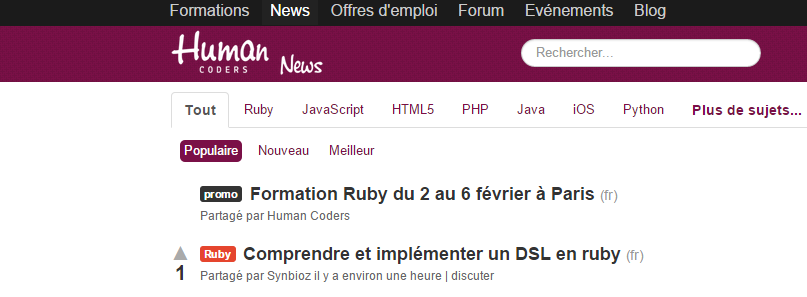 Formations News Offres d'emploi Forum Evénements Blog
Human CODERS News
Rechercher...
Tout Ruby JavaScript HTML5 PHP Java iOS Python Plus de sujets...
Populaire Nouveau Meilleur
promo Formation Ruby du 2 au 6 février à Paris (fr)
Partagé par Human Coders
Ruby Comprendre et implémenter un DSL en ruby (fr)
1 Partagé par Synbioz il y a environ une heure | discuter